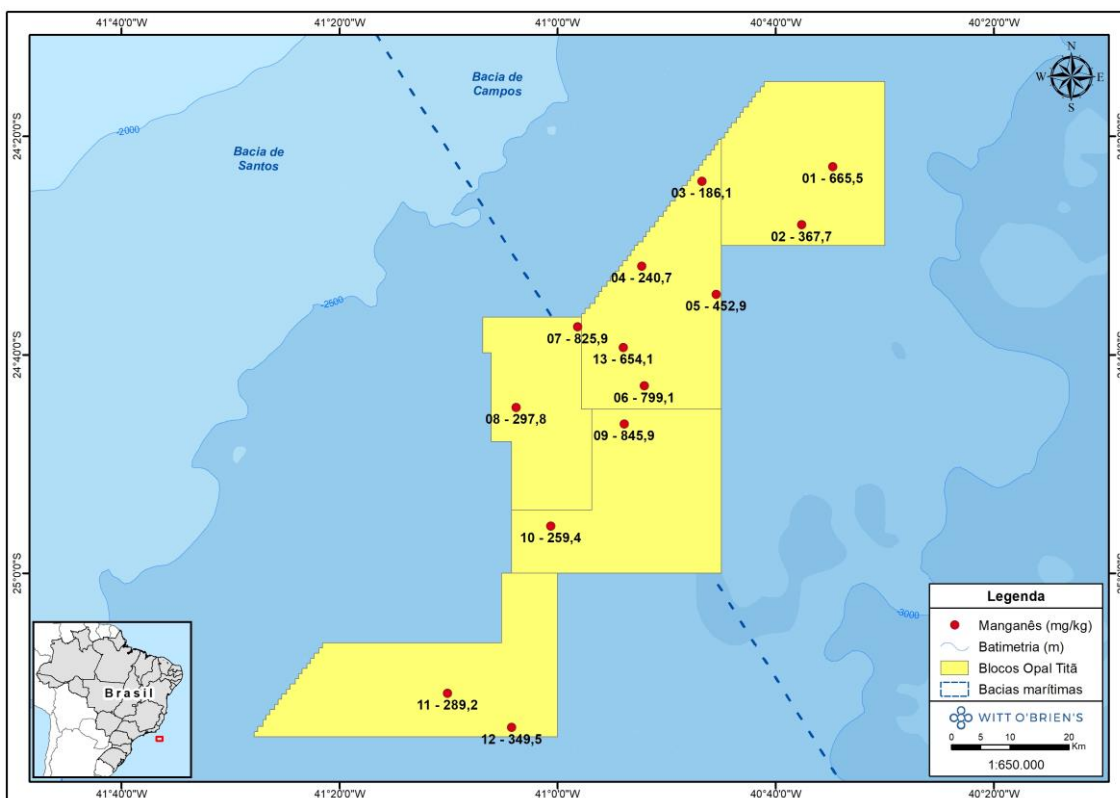 41°40'0"W 41°20'0"W 41°0'0"W 40°40'0"W 40°20'0"W
N
W E
S
Bacia de
Campos
-2000
24°20'0"S
24°20'0"S
Bacia de
Santos
01 - 665,5
03 - 186,1
02 - 367,7
04 - 240,7
-2500
05 - 452,9
07 - 825,9
24°40'0"S
13 - 654,1
06 - 799,1
08 - 297,8
09 - 845,9
10 - 259,4
25°0'0"S
Legenda
-3000
Manganês (mg/kg)
Batimetria (m)
Blocos Opal Titã
Bacias marítimas
Brasil
11 - 289,2
WITT O'BRIEN'S
12 - 349,5
0 5 10 20
Km
1:650.000
41°40'0"W 41°20'0"W 41°0'0"W 40°40'0"W 40°20'0"W